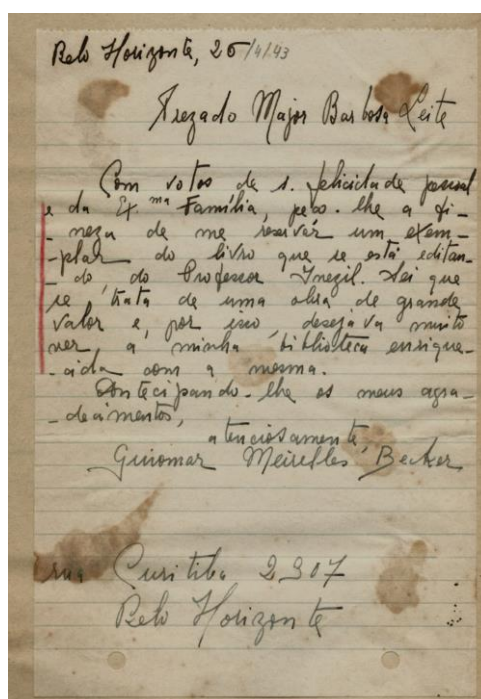 Belo Horizonte, 26/4/43
Prezado Major Barbosa Leite
Com votos de s. felicidade pessoal
e da Ex.ma Família, peço-lhe a fi-
-neza de me reservar um exem-
-plar do livro que se está editan-
-do, do Professor Inezil. Sei que
se trata de uma obra de grande
valor e, por isso, desejava muito
ver a minha biblioteca enrique-
-cida com a mesma.
Antecipando-lhe os meus agra-
-decimentos,
atenciosamente,
Guiomar Meirelles Becker
rua Curitiba 2307
Belo Horizonte